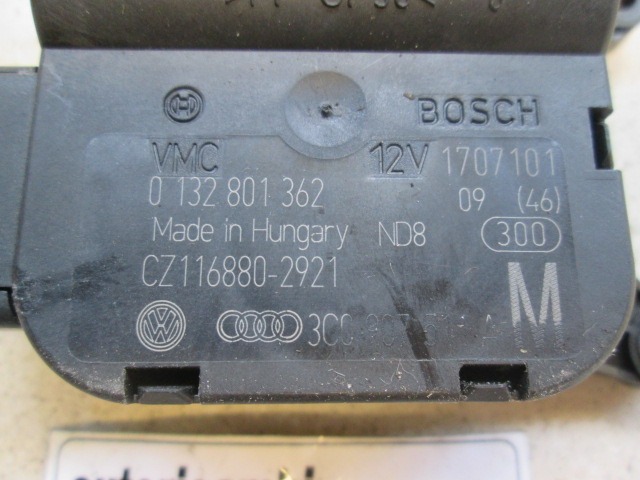 BOSCH
VMC 12V 1707101
0 132 801 362 09 (46)
Made in Hungary ND8 300
CZ116880-2921
M